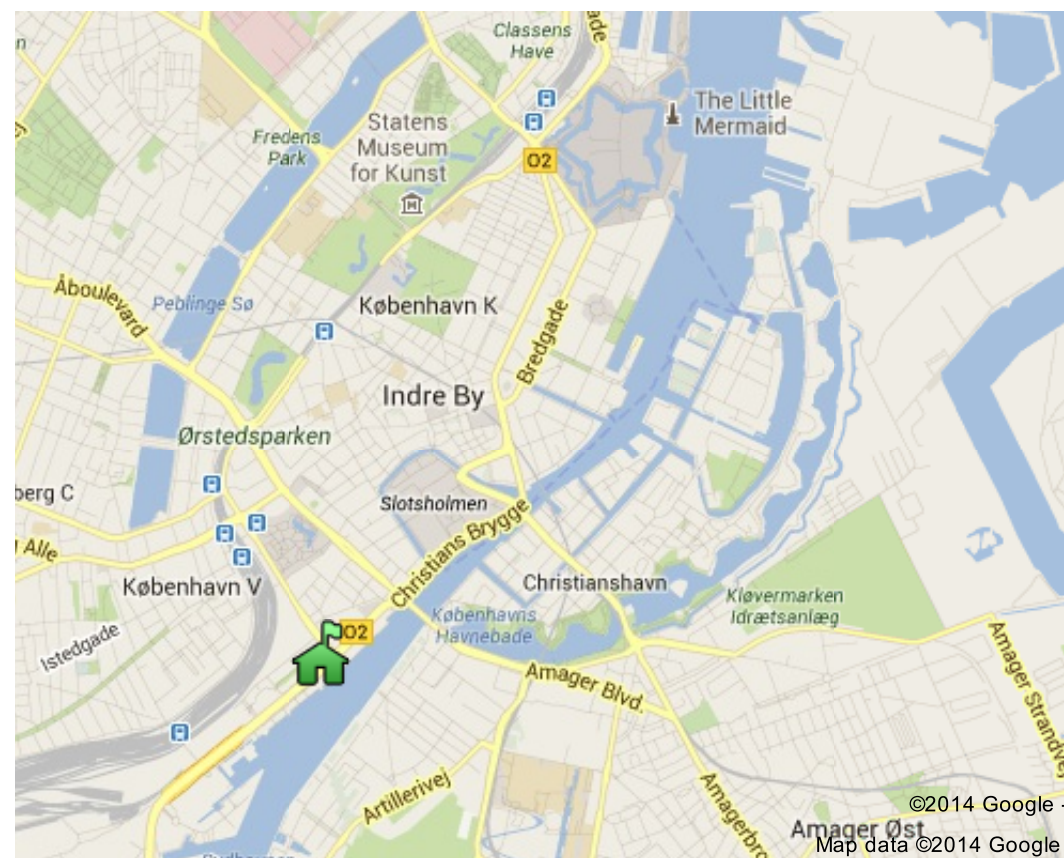 Classens
Have
The Little
Mermaid
Statens
Museum
for Kunst
Fredens
Park
O2
Åboulevard
Peblinge Sø
København K
Bredgade
Indre By
Ørstedsparken
berg C
Slotsholmen
Alle
Christians Brygge
København V
Christianshavn
Kløvermarken
Idrætsanlæg
Københavns
Havnebade
O2
Istedgade
Amager Blvd.
Amager Strandvej
Artillerivej
Amagerbro
©2014 Google -
Amager Øst
Map data ©2014 Google